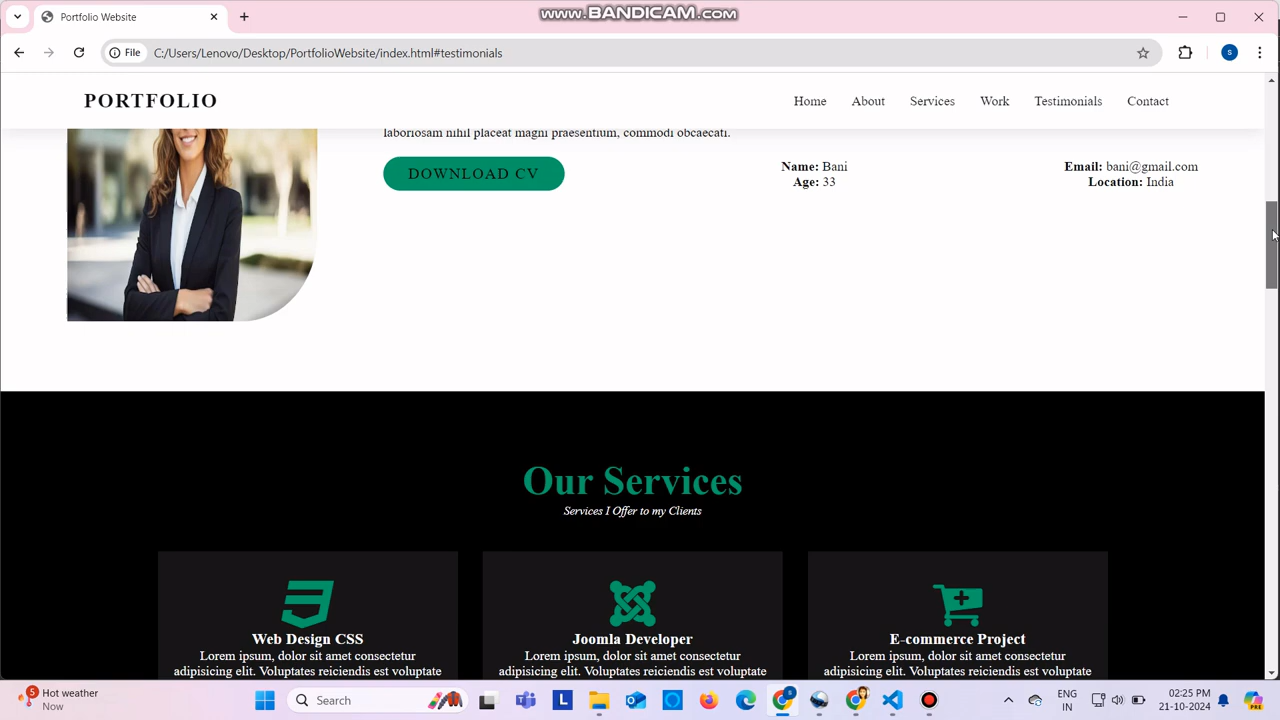 www.BANDICAM.com
Portfolio Website
File
C:/Users/Lenovo/Desktop/PortfolioWebsite/index.html#testimonials
S
PORTFOLIO
Home
About
Services
Work
Testimonials
Contact
laboriosam nihil placeat magni praesentium, commodi obcaecati.
DOWNLOAD CV
Name: Bani
Age: 33
Email: bani@gmail.com
Location: India
Our Services
Services I Offer to my Clients
Web Design CSS
Lorem ipsum, dolor sit amet consectetur
adipisicing elit. Voluptates reiciendis est voluptate
Joomla Developer
Lorem ipsum, dolor sit amet consectetur
adipisicing elit. Voluptates reiciendis est voluptate
E-commerce Project
Lorem ipsum, dolor sit amet consectetur
adipisicing elit. Voluptates reiciendis est voluptate
5
Hot weather
Now
Search
L
S
ENG
IN
02:25 PM
21-10-2024
PRE